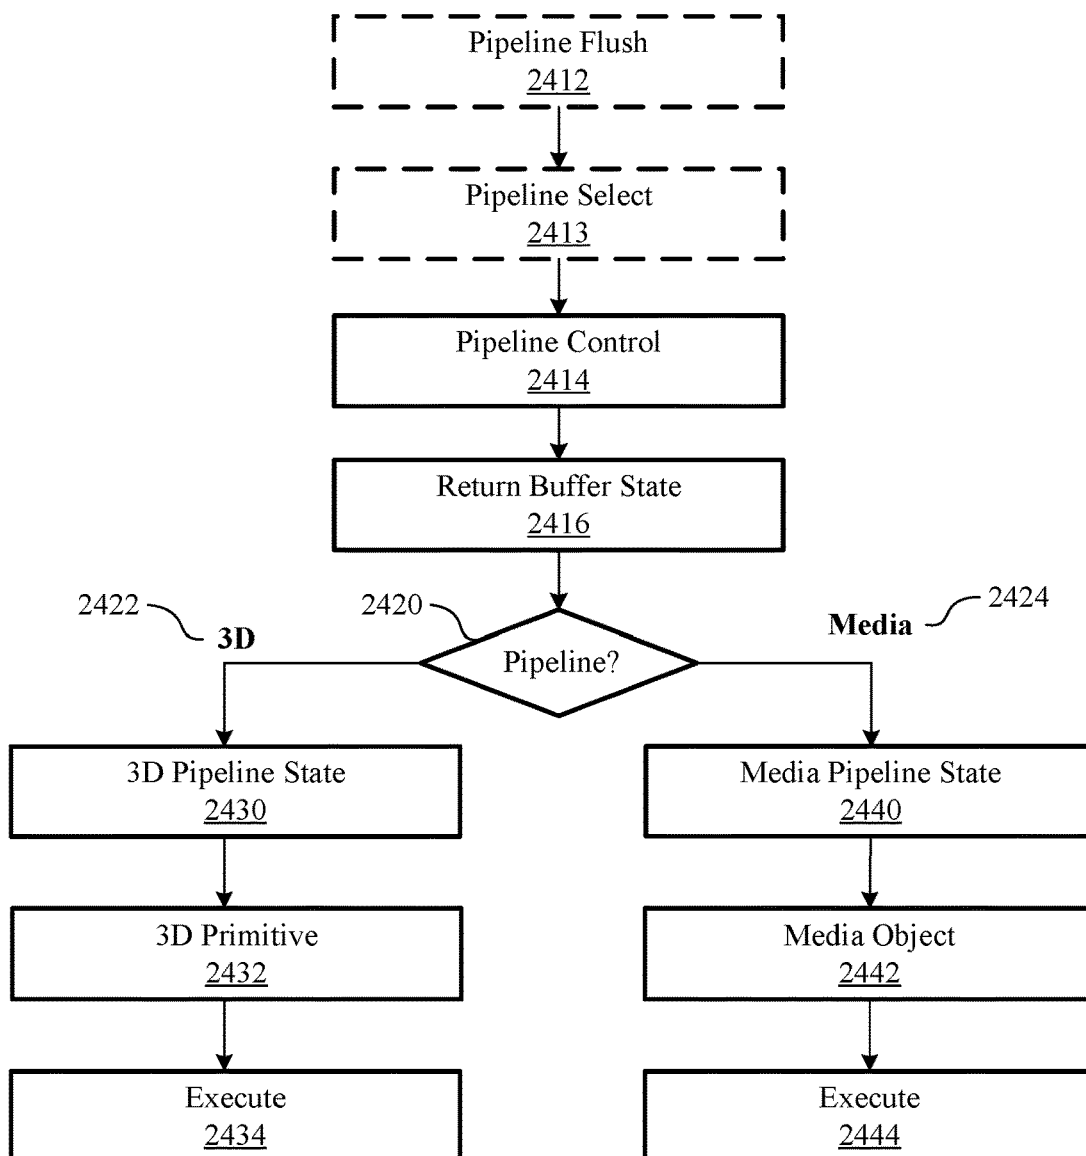 Pipeline Flush
2412
Pipeline Select
2413
Pipeline Control
2414
Return Buffer State
2416
2422
3D
2420
Pipeline?
Media
2424
3D Pipeline State
2430
Media Pipeline State
2440
3D Primitive
2432
Media Object
2442
Execute
2434
Execute
2444